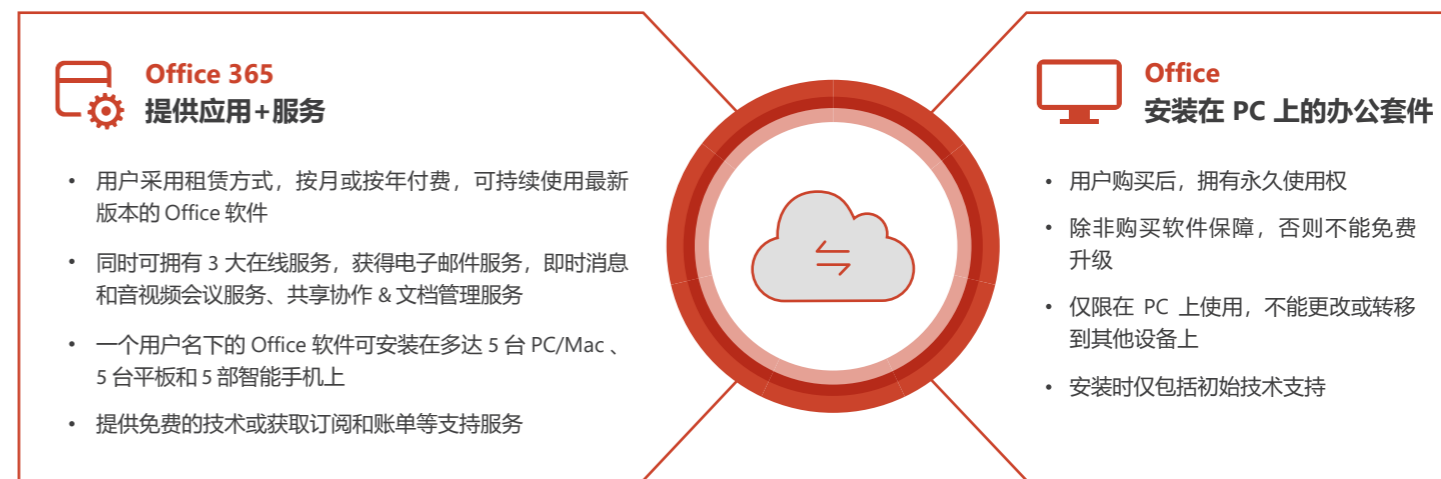 Office 365
提供应用+服务
• 用户采用租赁方式，按月或按年付费，可持续使用最新
版本的 Office 软件
• 同时可拥有 3 大在线服务，获得电子邮件服务，即时消息
和音视频会议服务、共享协作 & 文档管理服务
• 一个用户名下的 Office 软件可安装在多达 5 台 PC/Mac 、
5 台平板和 5 部智能手机上
• 提供免费的技术或获取订阅和账单等支持服务
Office
安装在 PC 上的办公套件
• 用户购买后，拥有永久使用权
• 除非购买软件保障，否则不能免费
升级
• 仅限在 PC 上使用，不能更改或转移
到其他设备上
• 安装时仅包括初始技术支持